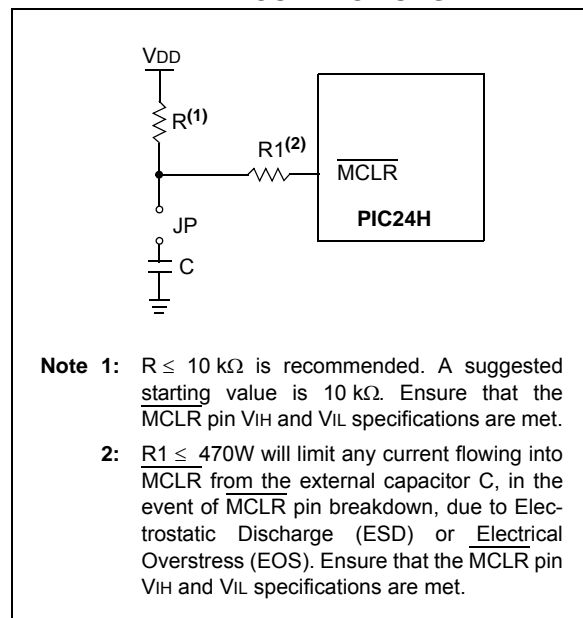 VDD
R(1)
R1(2)
MCLR
PIC24H
JP
C
Note 1: R ≤ 10 kΩ is recommended. A suggested
starting value is 10 kΩ. Ensure that the
MCLR pin VIH and VIL specifications are met.
2: R1 ≤ 470W will limit any current flowing into
MCLR from the external capacitor C, in the
event of MCLR pin breakdown, due to Elec-
trostatic Discharge (ESD) or Electrical
Overstress (EOS). Ensure that the MCLR pin
VIH and VIL specifications are met.